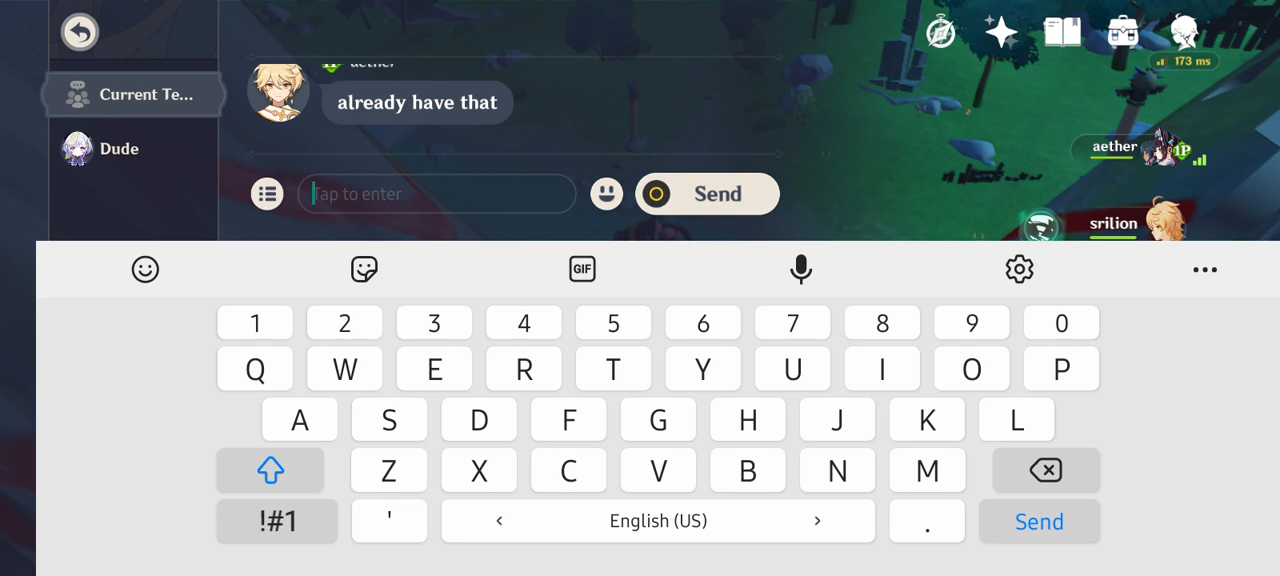 173 ms
Current Te...
aether
already have that
aether
1P
Dude
Tap to enter
Send
srilion
GIF
1 2 3 4 5 6 7 8 9 0
Q W E R T Y U I O P
A S D F G H J K L
Z X C V B N M
!#1 ' < English (US) > . Send